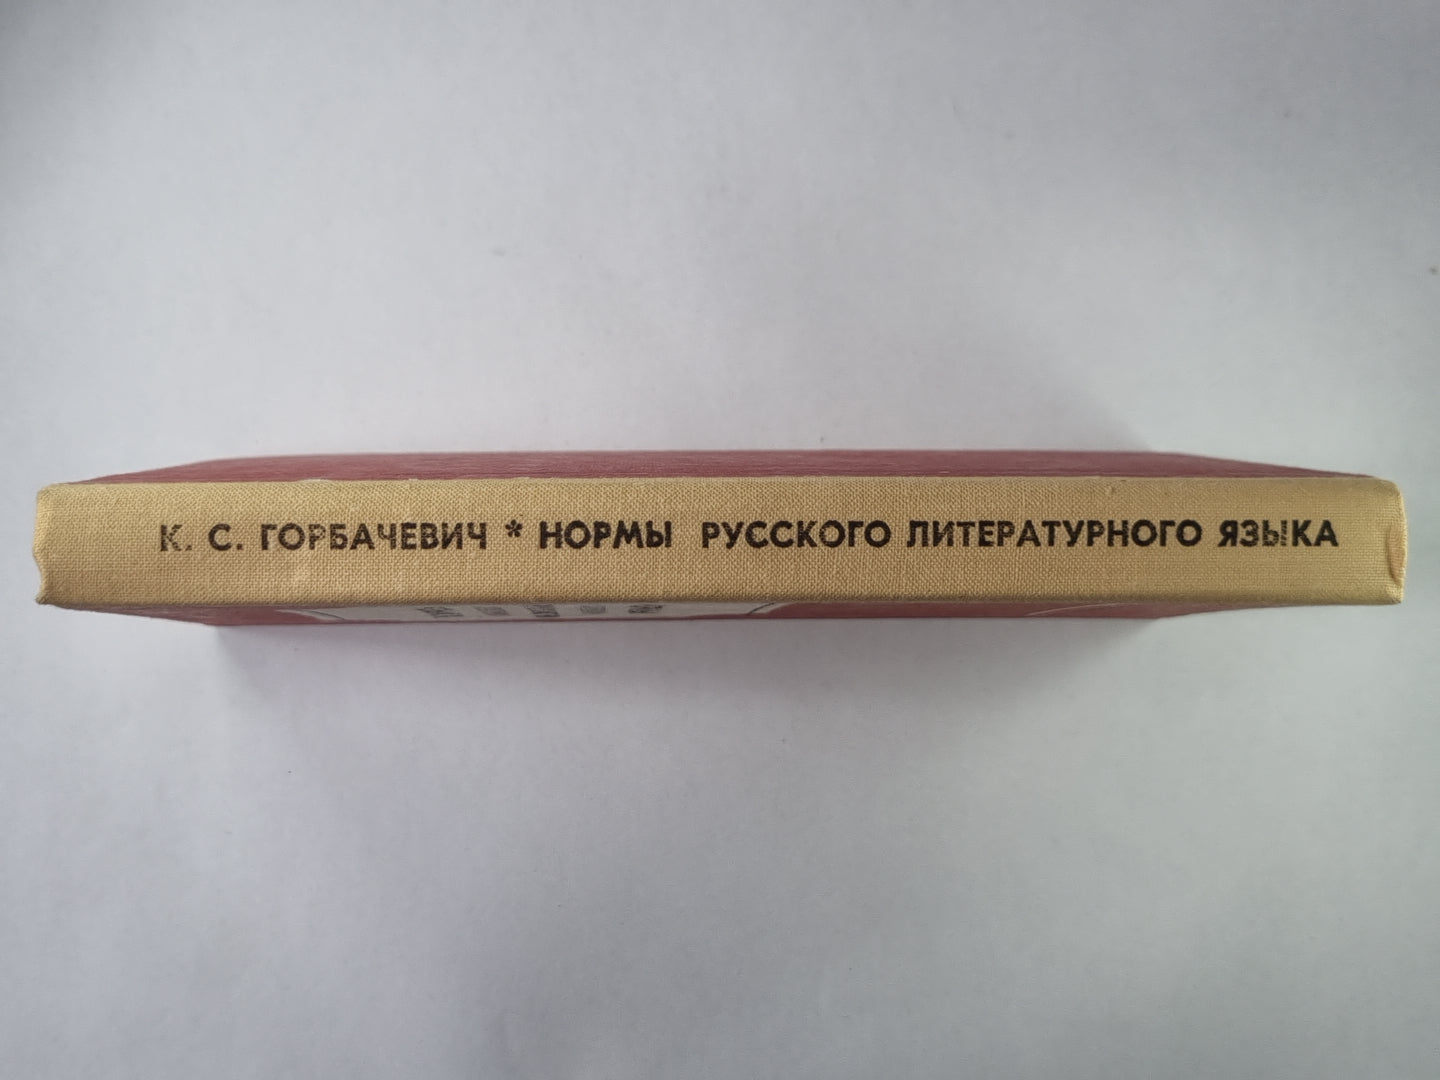 К. С. ГОРБАЧЕВИЧ * НОРМЫ РУССКОГО ЛИТЕРАТУРНОГО ЯЗЫКА